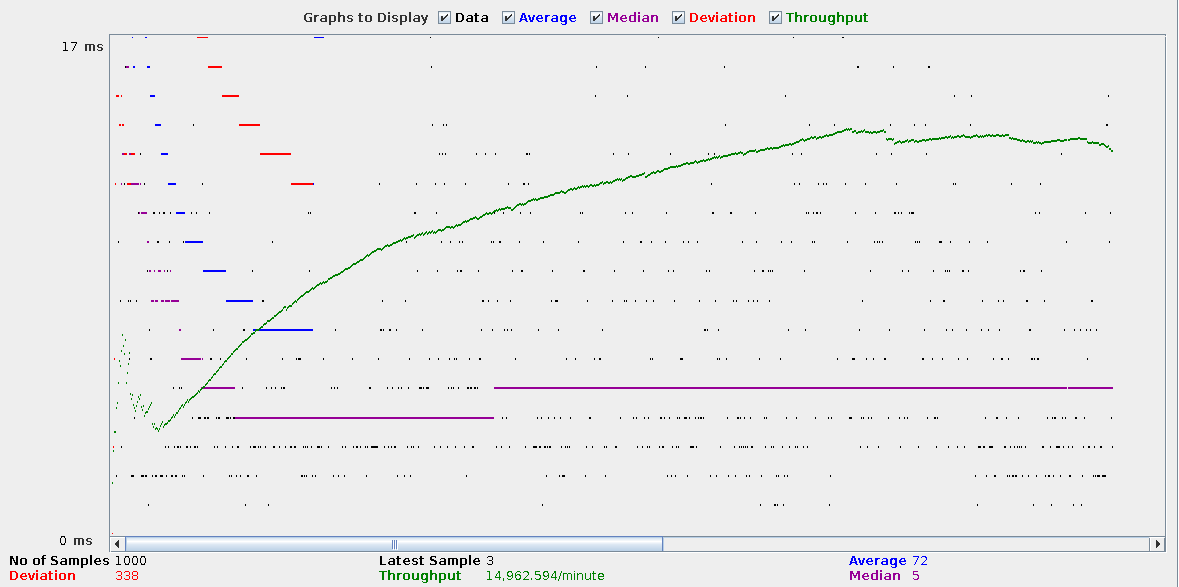 Graphs to Display Data Average Median Deviation Throughput
17 ms
0 ms
No of Samples 1000 Latest Sample 3 Average 72
Deviation 338 Throughput 14,962.594/minute Median 5